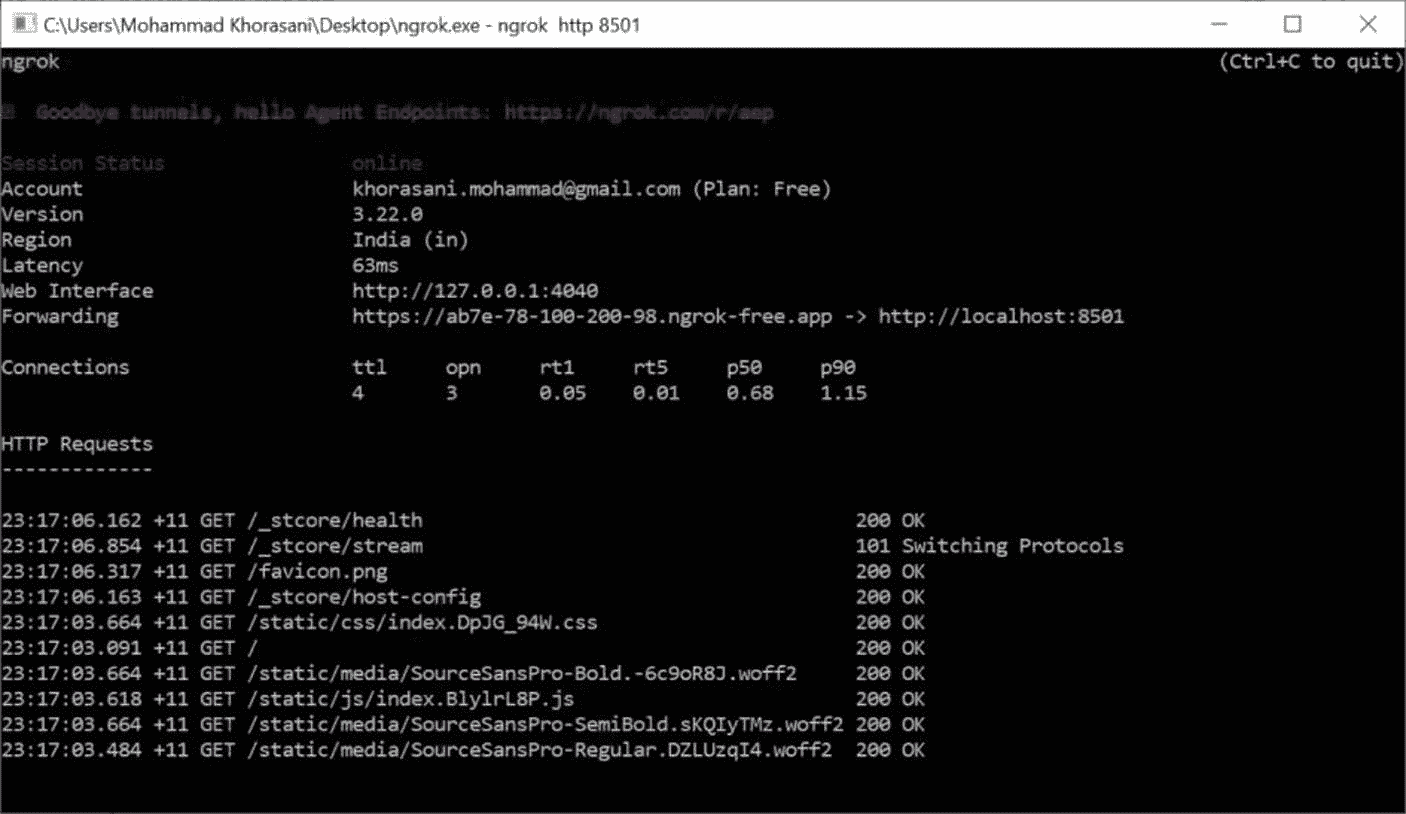 C:\Users\Mohammad Khorasani\Desktop\ngrok.exe - ngrok  http 8501
ngrok (Ctrl+C to quit)
Goodbye tunnels, hello Agent Endpoints: https://ngrok.com/r/aep
Session Status online
Account khorasani.mohammad@gmail.com (Plan: Free)
Version 3.22.0
Region India (in)
Latency 63ms
Web Interface http://127.0.0.1:4040
Forwarding https://ab7e-78-100-200-98.ngrok-free.app -> http://localhost:8501
Connections ttl opn rt1 rt5 p50 p90
4 3 0.05 0.01 0.68 1.15
HTTP Requests
-------------
23:17:06.162 +11 GET /_stcore/health 200 OK
23:17:06.854 +11 GET /_stcore/stream 101 Switching Protocols
23:17:06.317 +11 GET /favicon.png 200 OK
23:17:06.163 +11 GET /_stcore/host-config 200 OK
23:17:03.664 +11 GET /static/css/index.DpJG_94W.css 200 OK
23:17:03.091 +11 GET / 200 OK
23:17:03.664 +11 GET /static/media/SourceSansPro-Bold.-6c9oR8J.woff2 200 OK
23:17:03.618 +11 GET /static/js/index.BlylrL8P.js 200 OK
23:17:03.664 +11 GET /static/media/SourceSansPro-SemiBold.sKQIyTMz.woff2 200 OK
23:17:03.484 +11 GET /static/media/SourceSansPro-Regular.DZLUzqI4.woff2 200 OK